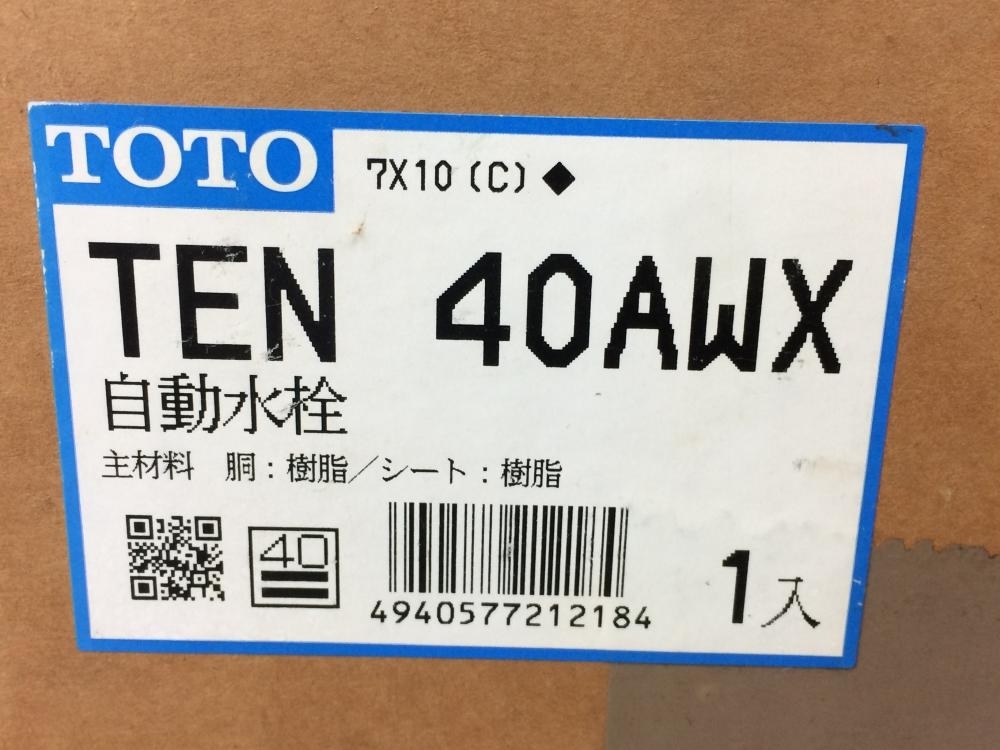 TOTO
7X10(C)◆
TEN 40AWX
自動水栓
主材料 胴:樹脂/シート:樹脂
40
4940577212184
1入